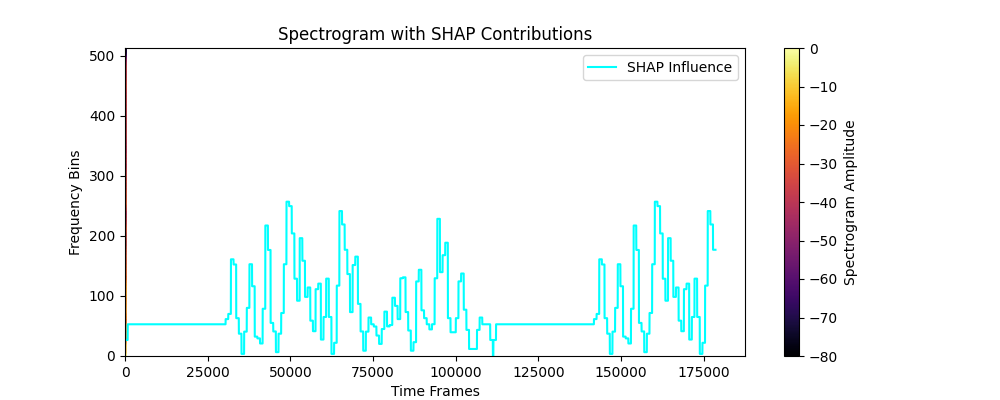 Spectrogram with SHAP Contributions
SHAP Influence
Frequency Bins
500
400
300
200
100
0
0 25000 50000 75000 100000 125000 150000 175000
Time Frames
0
−10
−20
−30
−40
−50
−60
−70
−80
Spectrogram Amplitude